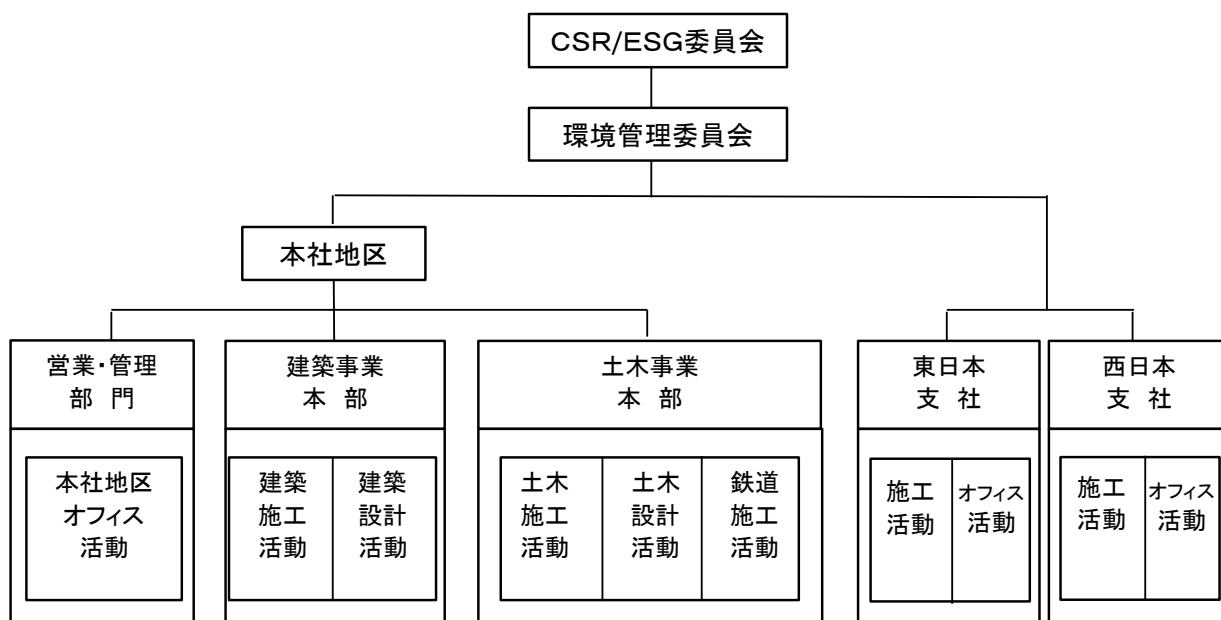 CSR/ESG委員会
環境管理委員会
本社地区
営業・管理
部 門
建築事業
本 部
土木事業
本 部
東日本
支 社
西日本
支 社
本社地区
オフィス
活動
建築
施工
活動
建築
設計
活動
土木
施工
活動
土木
設計
活動
鉄道
施工
活動
施工
活動
オフィス
活動
施工
活動
オフィス
活動